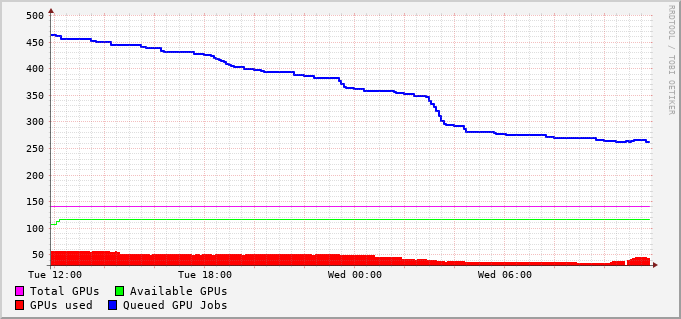 500
450
400
350
300
250
200
150
100
50
Tue 12:00 Tue 18:00 Wed 00:00 Wed 06:00
Total GPUs Available GPUs
GPUs used Queued GPU Jobs
RRDTOOL / TOBI OETIKER